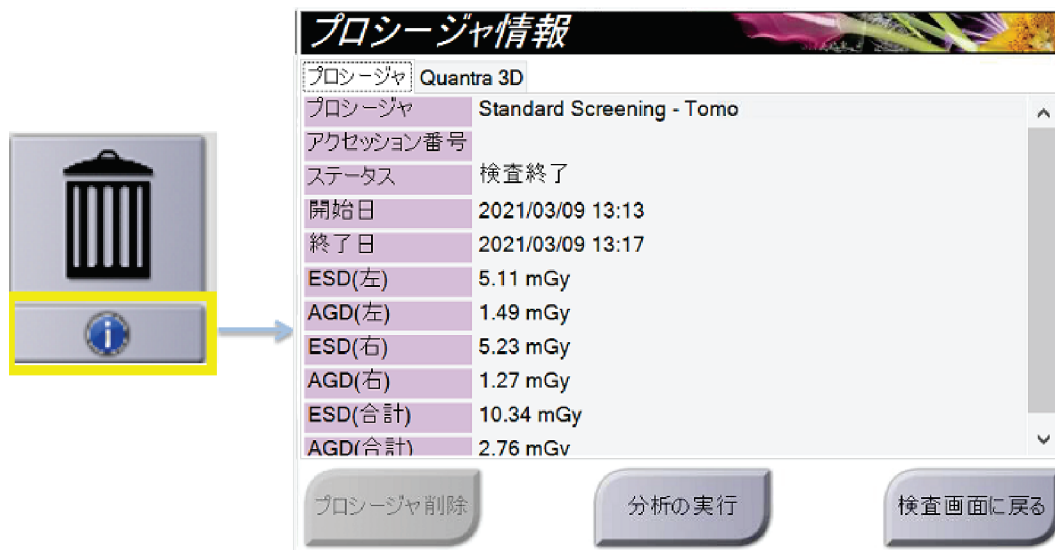 プロシージャ情報
プロシージャ Quantra 3D
プロシージャ Standard Screening - Tomo
アクセッション番号
ステータス 検査終了
開始日 2021/03/09 13:13
終了日 2021/03/09 13:17
ESD(左) 5.11 mGy
AGD(左) 1.49 mGy
ESD(右) 5.23 mGy
AGD(右) 1.27 mGy
ESD(合計) 10.34 mGy
AGD(合計) 2.76 mGy
プロシージャ削除 分析の実行 検査画面に戻る